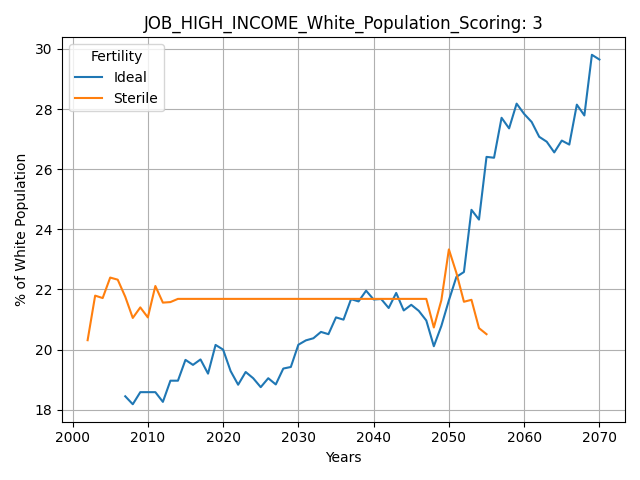 JOB_HIGH_INCOME_White_Population_Scoring: 3
Fertility
Ideal
Sterile
% of White Population
30
28
26
24
22
20
18
2000 2010 2020 2030 2040 2050 2060 2070
Years